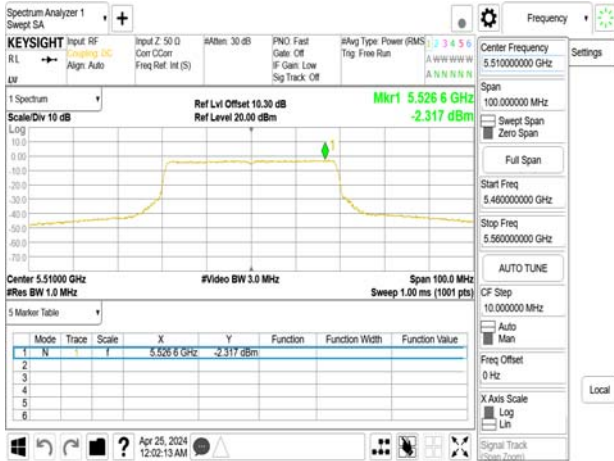 Spectrum Analyzer 1
Swept SA
+
Frequency
KEYSIGHT
RL
Input: RF
Coupling: DC
Align: Auto
Input Z: 50 Ω
Corr CCorr
Freq Ref: Int (S)
#Atten: 30 dB
PNO: Fast
Gate: Off
IF Gain: Low
Sig Track: Off
#Avg Type: Power (RMS
Trig: Free Run
1 2 3 4 5 6
A W W W W W
A N N N N N
LXI
1 Spectrum
Scale/Div 10 dB
Ref Lvl Offset 10.30 dB
Ref Level 20.00 dBm
Mkr1 5.526 6 GHz
-2.317 dBm
Log
10.0
0.00
-10.0
-20.0
-30.0
-40.0
-50.0
-60.0
-70.0
1
Center 5.51000 GHz
#Res BW 1.0 MHz
#Video BW 3.0 MHz
Span 100.0 MHz
Sweep 1.00 ms (1001 pts)
5 Marker Table
Mode Trace Scale X Y Function Function Width Function Value
1 N 1 f 5.526 6 GHz -2.317 dBm
2
3
4
5
6
?
Apr 25, 2024
12:02:13 AM
Center Frequency
5.510000000 GHz
Settings
Span
100.000000 MHz
Swept Span
Zero Span
Full Span
Start Freq
5.460000000 GHz
Stop Freq
5.560000000 GHz
AUTO TUNE
CF Step
10.000000 MHz
Auto
Man
Freq Offset
0 Hz
X Axis Scale
Log
Lin
Local
Signal Track
(Span Zoom)